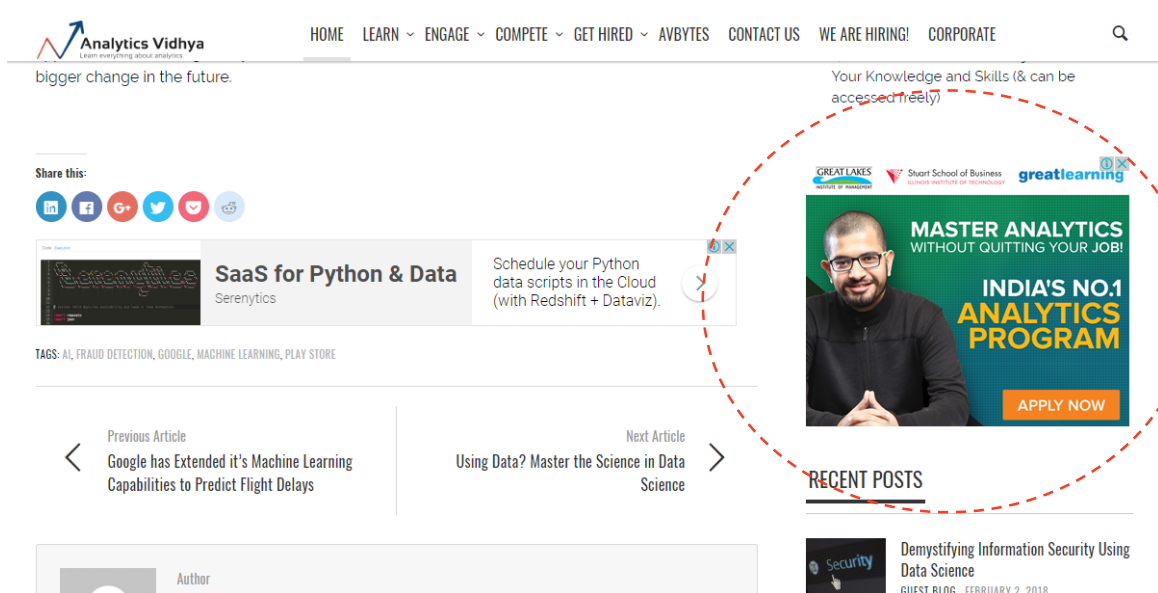 Analytics Vidhya
Learn everything about analytics
HOME LEARN ENGAGE COMPETE GET HIRED AVBYTES CONTACT US WE ARE HIRING! CORPORATE
bigger change in the future.
Your Knowledge and Skills (& can be
accessed freely)
Share this:
in f G+
SaaS for Python & Data
Serenytics
Schedule your Python
data scripts in the Cloud
(with Redshift + Dataviz).
TAGS: AI, FRAUD DETECTION, GOOGLE, MACHINE LEARNING, PLAY STORE
Previous Article
Google has Extended it's Machine Learning
Capabilities to Predict Flight Delays
Next Article
Using Data? Master the Science in Data
Science
Author
GREAT LAKES
INSTITUTE OF MANAGEMENT
Stuart School of Business
ILLINOIS INSTITUTE OF TECHNOLOGY
greatlearning
MASTER ANALYTICS
WITHOUT QUITTING YOUR JOB!
INDIA'S NO.1
ANALYTICS
PROGRAM
APPLY NOW
RECENT POSTS
Security
Demystifying Information Security Using
Data Science
GUEST BLOG FEBRUARY 2, 2018